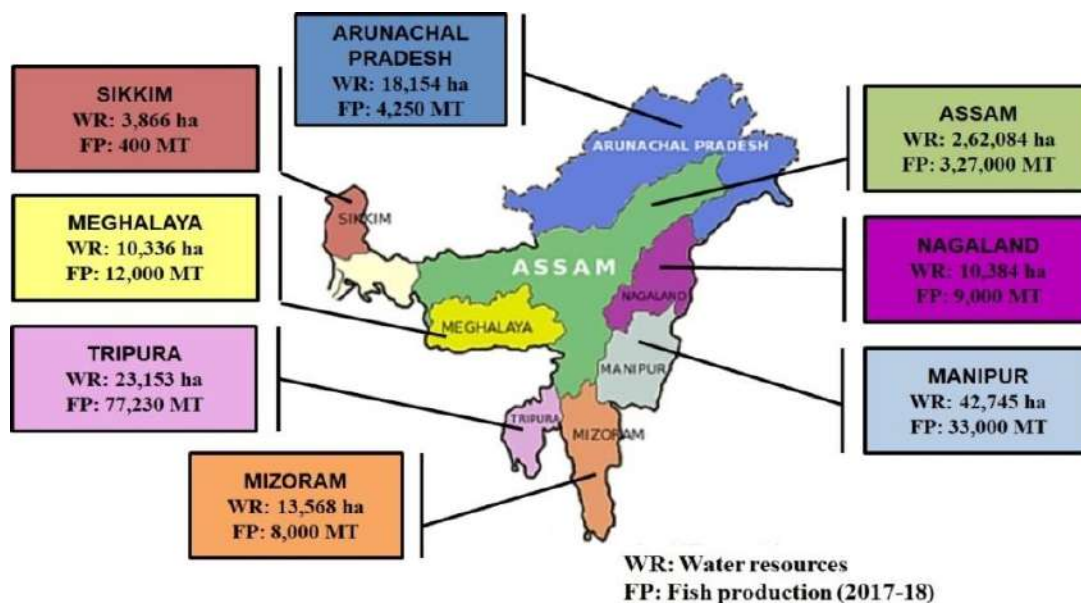 ARUNACHAL
PRADESH
WR: 18,154 ha
FP: 4,250 MT
SIKKIM
WR: 3,866 ha
FP: 400 MT
ASSAM
WR: 2,62,084 ha
FP: 3,27,000 MT
MEGHALAYA
WR: 10,336 ha
FP: 12,000 MT
NAGALAND
WR: 10,384 ha
FP: 9,000 MT
TRIPURA
WR: 23,153 ha
FP: 77,230 MT
MANIPUR
WR: 42,745 ha
FP: 33,000 MT
MIZORAM
WR: 13,568 ha
FP: 8,000 MT
ARUNACHAL PRADESH
SIKKIM
ASSAM
NAGALAND
MEGHALAYA
MANIPUR
TRIPURA
MIZORAM
WR: Water resources
FP: Fish production (2017-18)